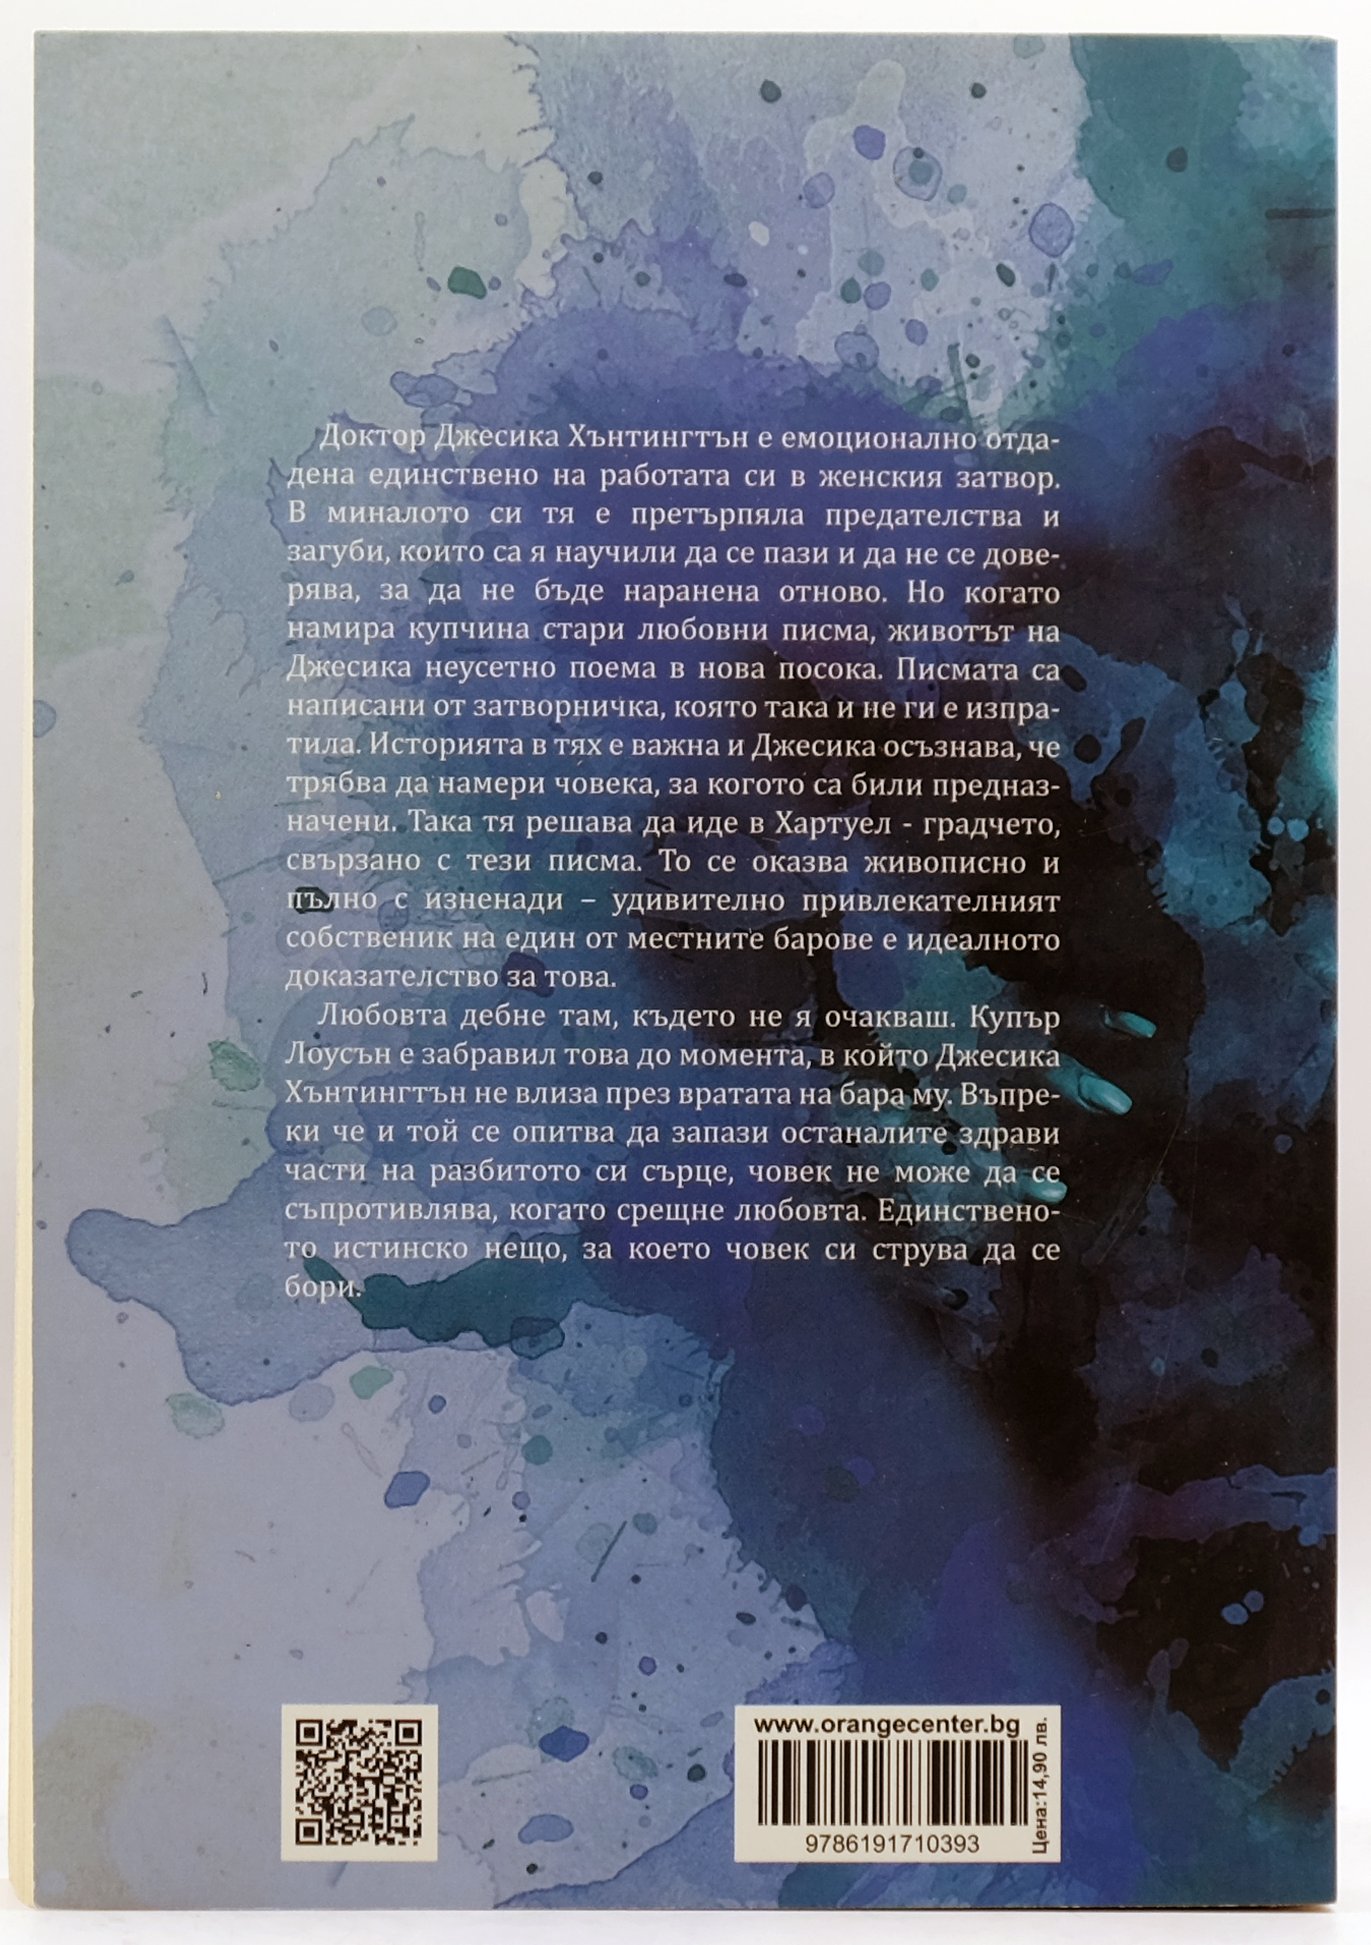 Доктор Джесика Хънтингтън е емоционално отда-
дена единствено на работата си в женския затвор.
В миналото си тя е претърпяла предателства и
загуби, които са я научили да се пази и да не се дове-
рява, за да не бъде наранена отново. Но когато
намира купчина стари любовни писма, животът на
Джесика неусетно поема в нова посока. Писмата са
написани от затворничка, която така и не ги е изпра-
тила. Историята в тях е важна и Джесика осъзнава, че
трябва да намери човека, за когото са били предназ-
начени. Така тя решава да иде в Хартуел - градчето,
свързано с тези писма. То се оказва живописно и
пълно с изненади – удивително привлекателният
собственик на един от местните барове е идеалното
доказателство за това.
Любовта дебне там, където не я очакваш. Купър
Лоусън е забравил това до момента, в който Джесика
Хънтингтън не влиза през вратата на бара му. Въпре-
ки че и той се опитва да запази останалите здрави
части на разбитото си сърце, човек не може да се
съпротивлява, когато срещне любовта. Единствено-
то истинско нещо, за което човек си струва да се
бори.
www.orangecenter.bg
9786191710393
Цена:14,90 лв.